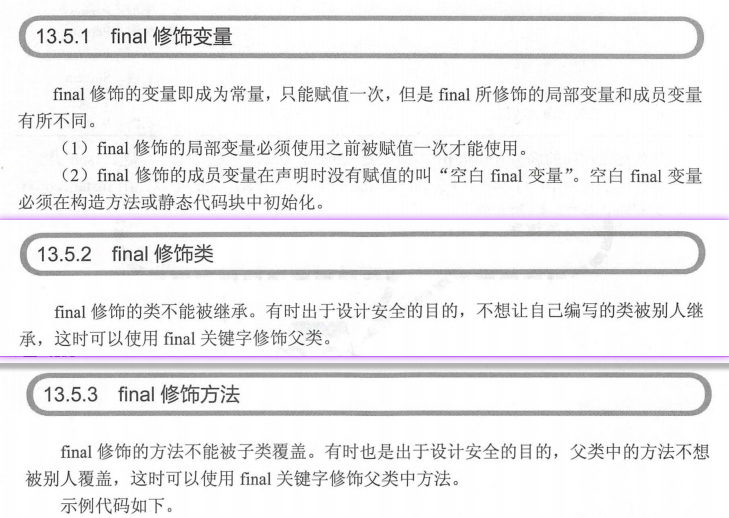 13.5.1 final 修饰变量
final 修饰的变量即成为常量，只能赋值一次，但是 final 所修饰的局部变量和成员变量
有所不同。
（1）final 修饰的局部变量必须使用之前被赋值一次才能使用。
（2）final 修饰的成员变量在声明时没有赋值的叫“空白 final 变量”。空白 final 变量
必须在构造方法或静态代码块中初始化。
13.5.2 final 修饰类
final 修饰的类不能被继承。有时出于设计安全的目的，不想让自己编写的类被别人继
承，这时可以使用 final 关键字修饰父类。
13.5.3 final 修饰方法
final 修饰的方法不能被子类覆盖。有时也是出于设计安全的目的，父类中的方法不想
被别人覆盖，这时可以使用 final 关键字修饰父类中方法。
示例代码如下。